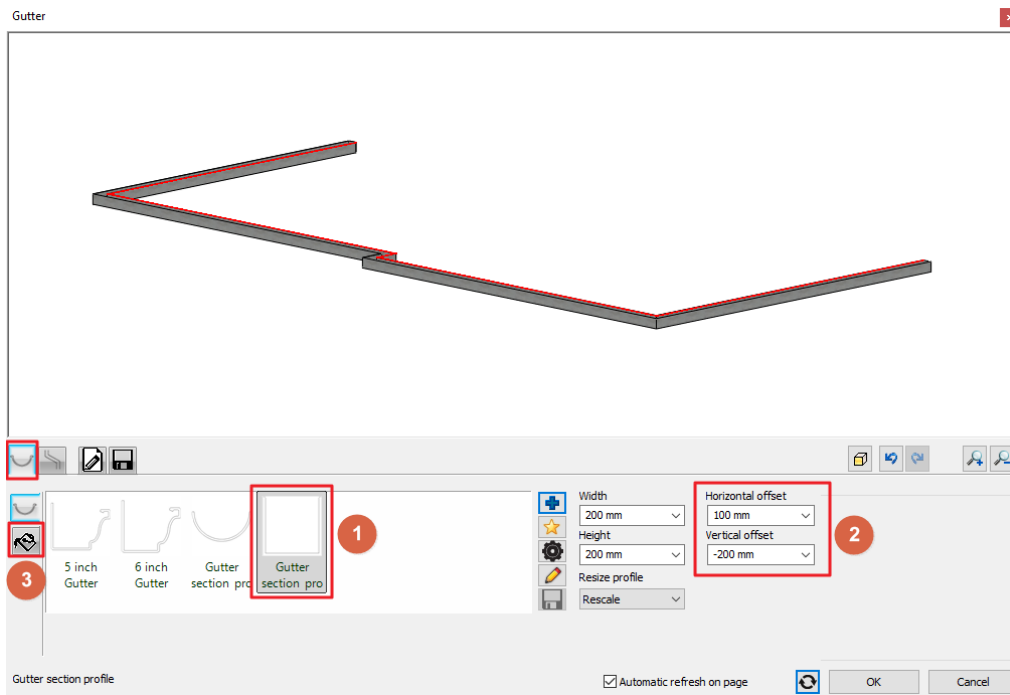 Gutter
Width
200 mm
Height
200 mm
Resize profile
Rescale
Horizontal offset
100 mm
Vertical offset
-200 mm
1
2
3
5 inch
Gutter
6 inch
Gutter
Gutter
section pro
Gutter
section pro
Gutter section profile
Automatic refresh on page
OK
Cancel